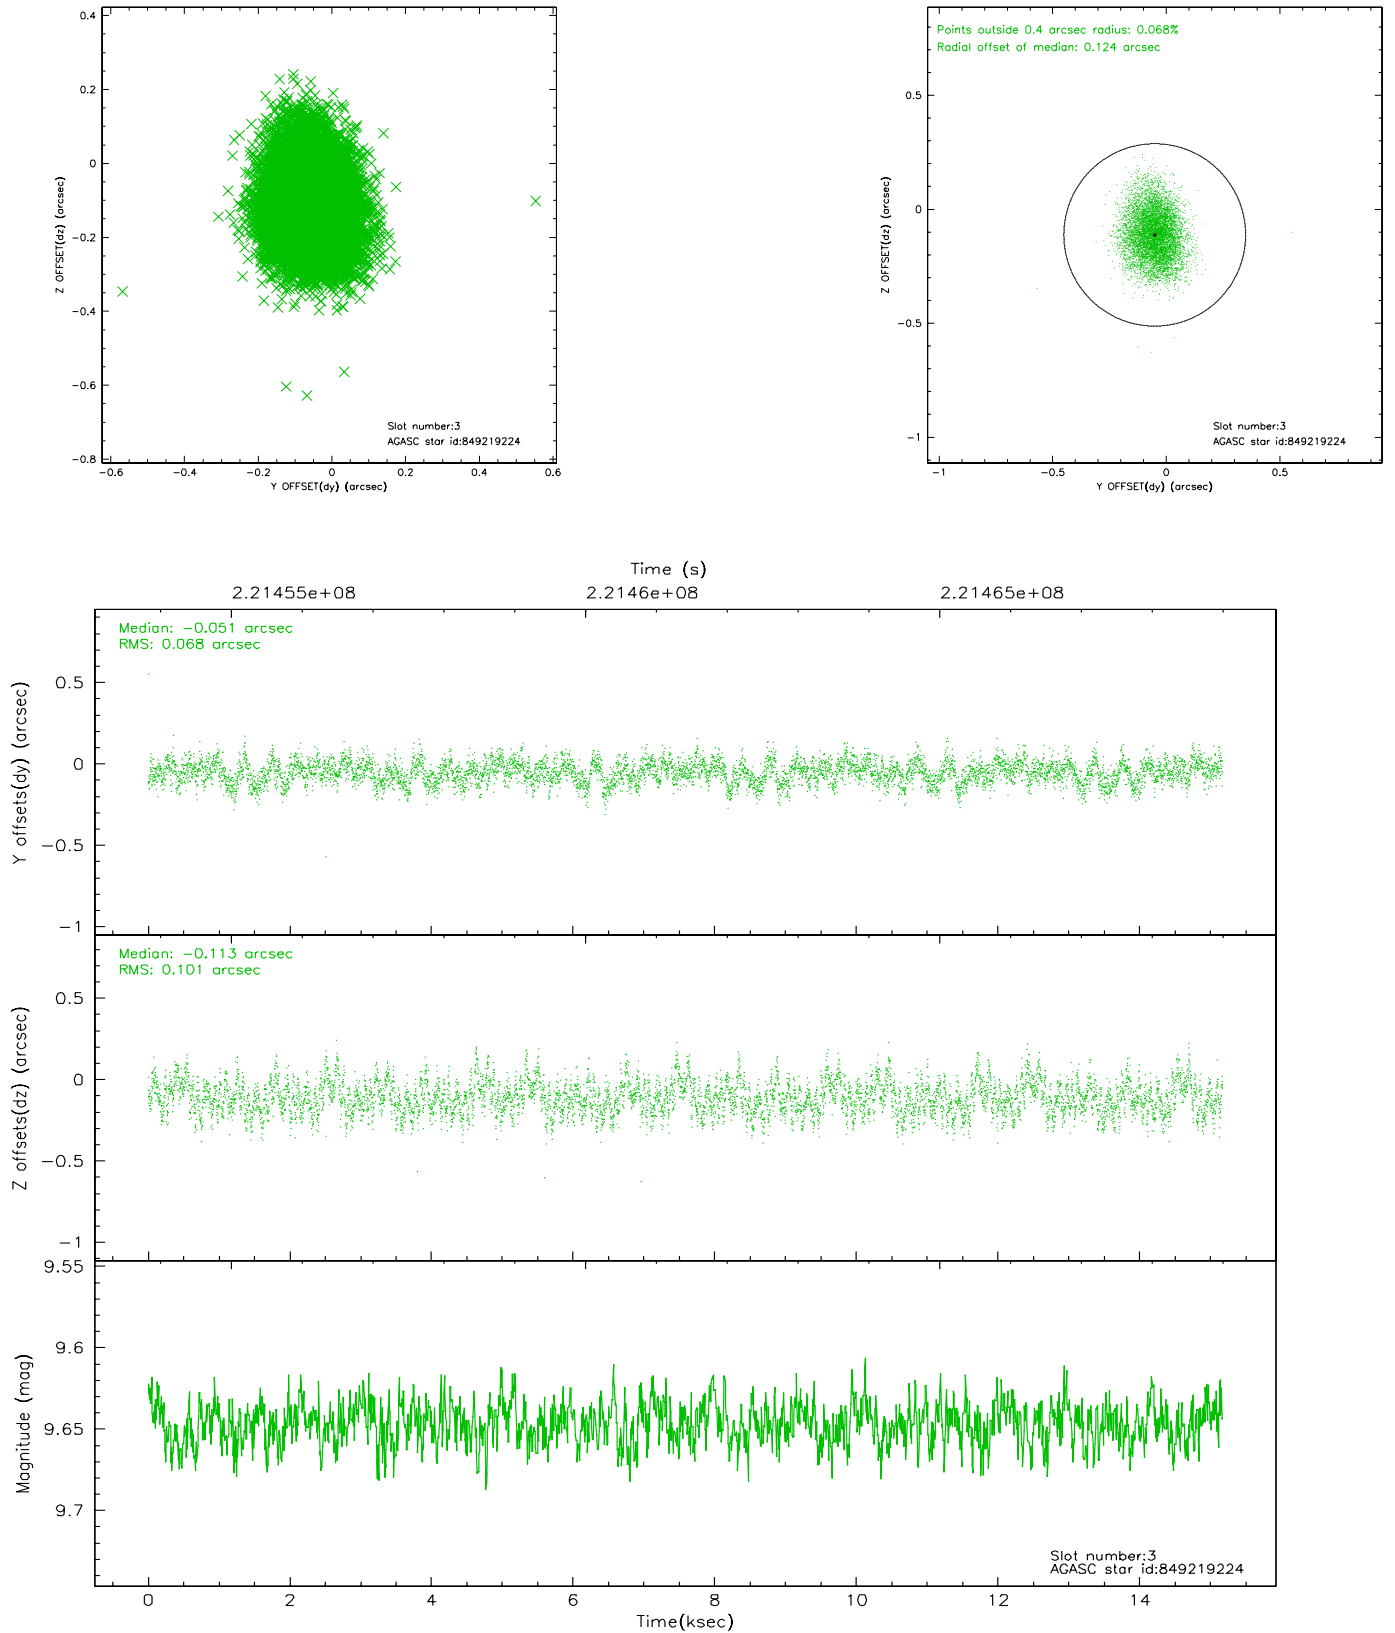 0.4
0.2
0
-0.2
-0.4
-0.6
-0.8
Z OFFSET(dz) (arcsec)
-0.6 -0.4 -0.2 0 0.2 0.4 0.6
Y OFFSET(dy) (arcsec)
Slot number:3
AGASC star id:849219224
Points outside 0.4 arcsec radius: 0.068%
Radial offset of median: 0.124 arcsec
0.5
0
-0.5
-1
Z OFFSET(dz) (arcsec)
-1 -0.5 0 0.5
Y OFFSET(dy) (arcsec)
Slot number:3
AGASC star id:849219224
Time (s)
2.21455e+08 2.2146e+08 2.21465e+08
Median: -0.051 arcsec
RMS: 0.068 arcsec
0.5
0
-0.5
-1
Y offsets(dy) (arcsec)
Median: -0.113 arcsec
RMS: 0.101 arcsec
0.5
0
-0.5
-1
Z offsets(dz) (arcsec)
9.55
9.6
9.65
9.7
Magnitude (mag)
Slot number:3
AGASC star id:849219224
0 2 4 6 8 10 12 14
Time(ksec)